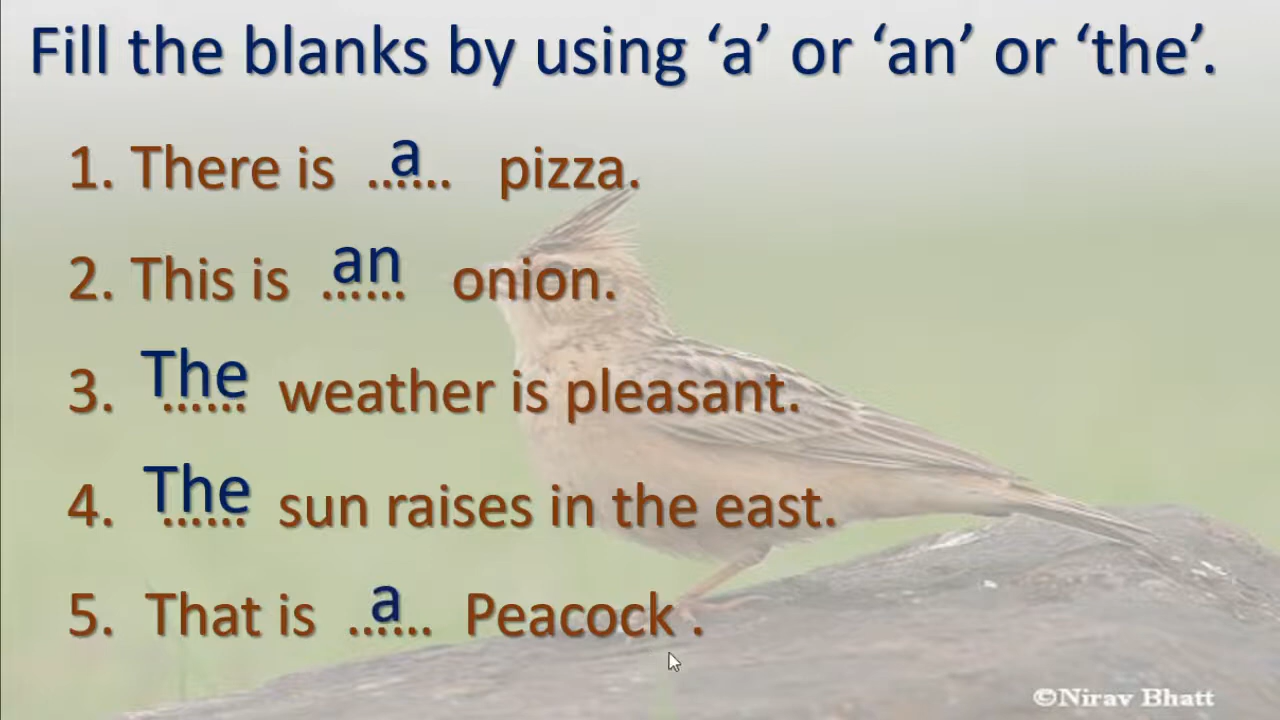 Fill the blanks by using ‘a’ or ‘an’ or ‘the’.
1. There is ...a... pizza.
2. This is ...an... onion.
3. ...The... weather is pleasant.
4. ...The... sun raises in the east.
5. That is ...a... Peacock .
©Nirav Bhatt